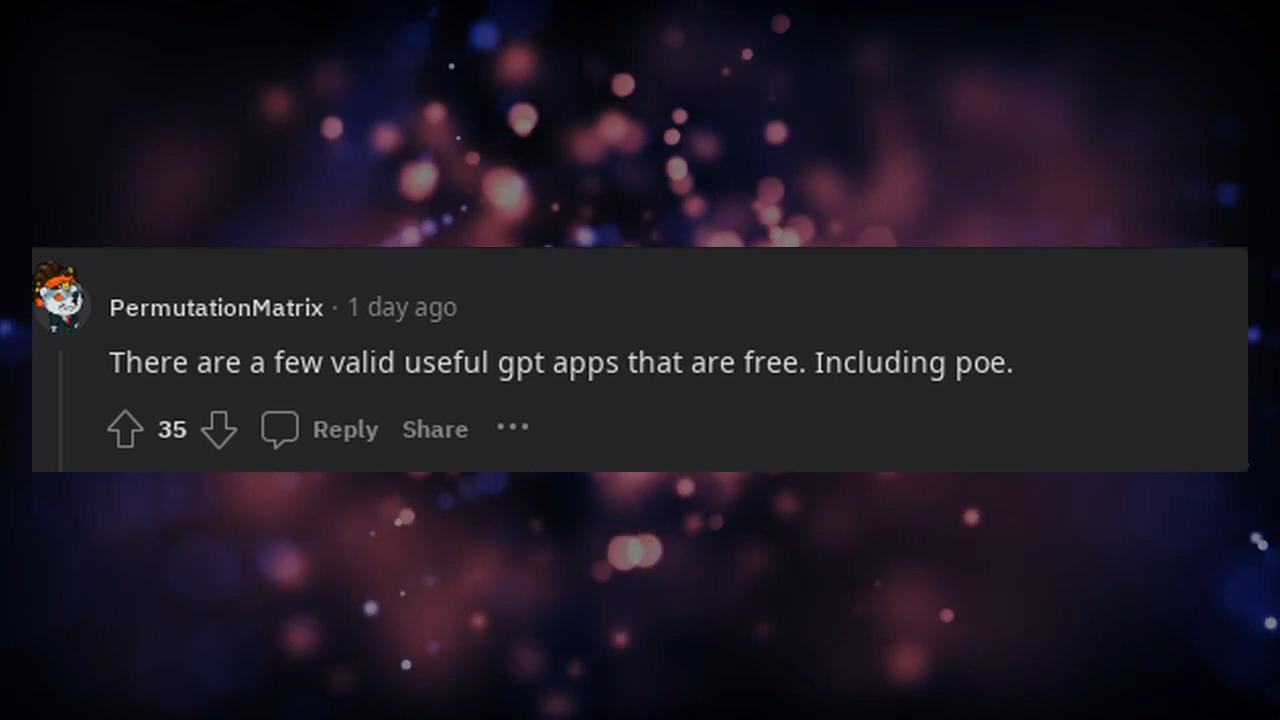 PermutationMatrix · 1 day ago
There are a few valid useful gpt apps that are free. Including poe.
35 Reply Share •••